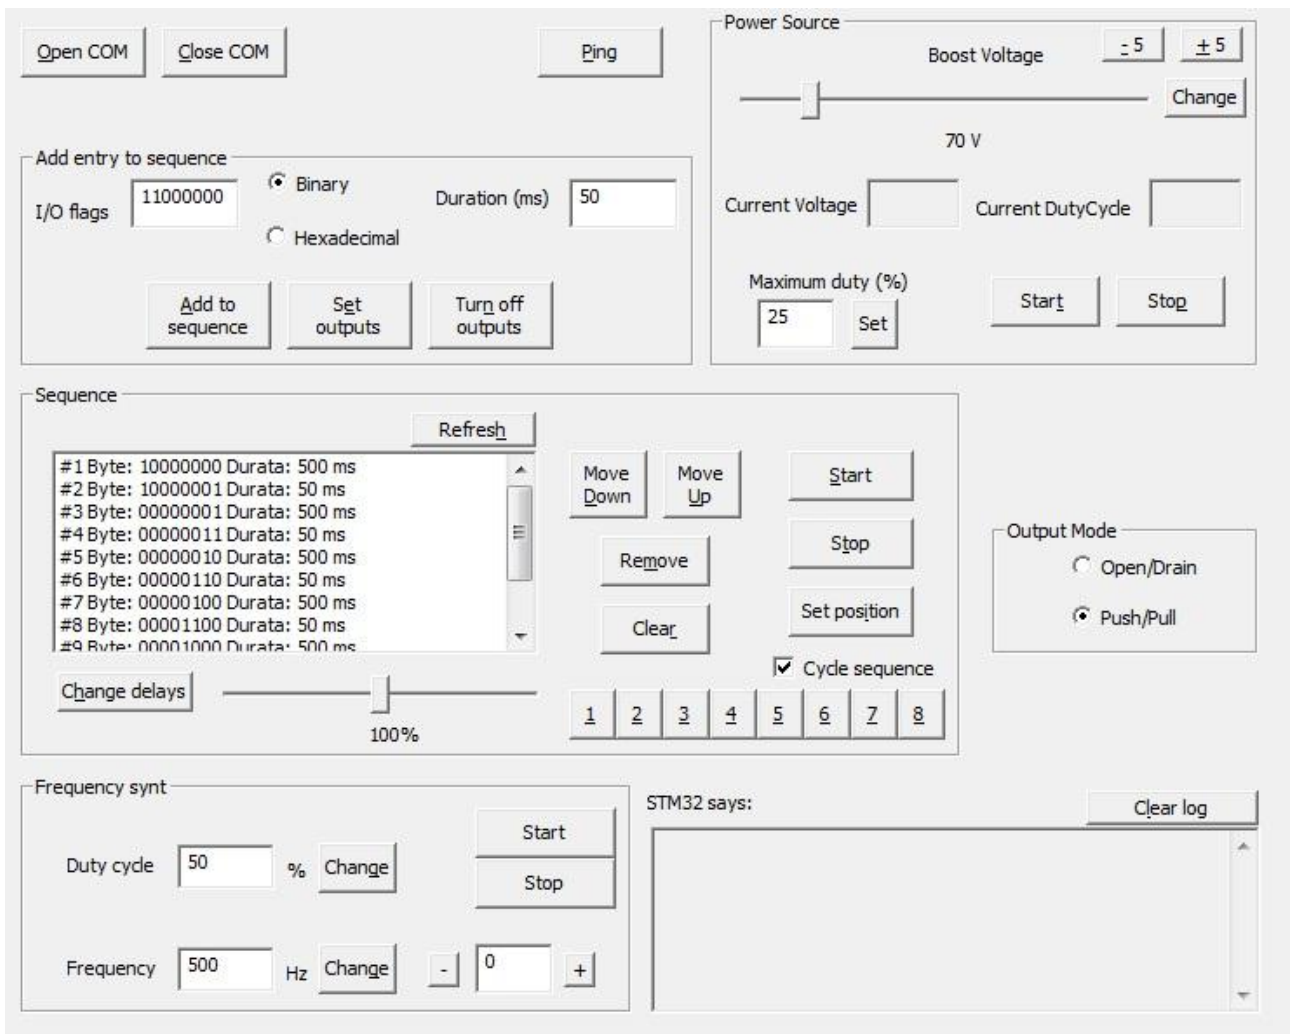 Open COM
Close COM
Ping
Power Source
Boost Voltage
- 5
+ 5
Change
70 V
Current Voltage
Current DutyCycle
Maximum duty (%)
25
Set
Start
Stop
Add entry to sequence
I/O flags
11000000
Binary
Hexadecimal
Duration (ms)
50
Add to
sequence
Set
outputs
Turn off
outputs
Sequence
Refresh
#1 Byte: 10000000 Durata: 500 ms
#2 Byte: 10000001 Durata: 50 ms
#3 Byte: 00000001 Durata: 500 ms
#4 Byte: 00000011 Durata: 50 ms
#5 Byte: 00000010 Durata: 500 ms
#6 Byte: 00000110 Durata: 50 ms
#7 Byte: 00000100 Durata: 500 ms
#8 Byte: 00001100 Durata: 50 ms
#9 Byte: 00001000 Durata: 500 ms
Move
Down
Move
Up
Remove
Clear
Start
Stop
Set position
Cycle sequence
Change delays
100%
1 2 3 4 5 6 7 8
Output Mode
Open/Drain
Push/Pull
Frequency synt
Duty cycle
50
%
Change
Start
Stop
Frequency
500
Hz
Change
-
0
+
STM32 says:
Clear log